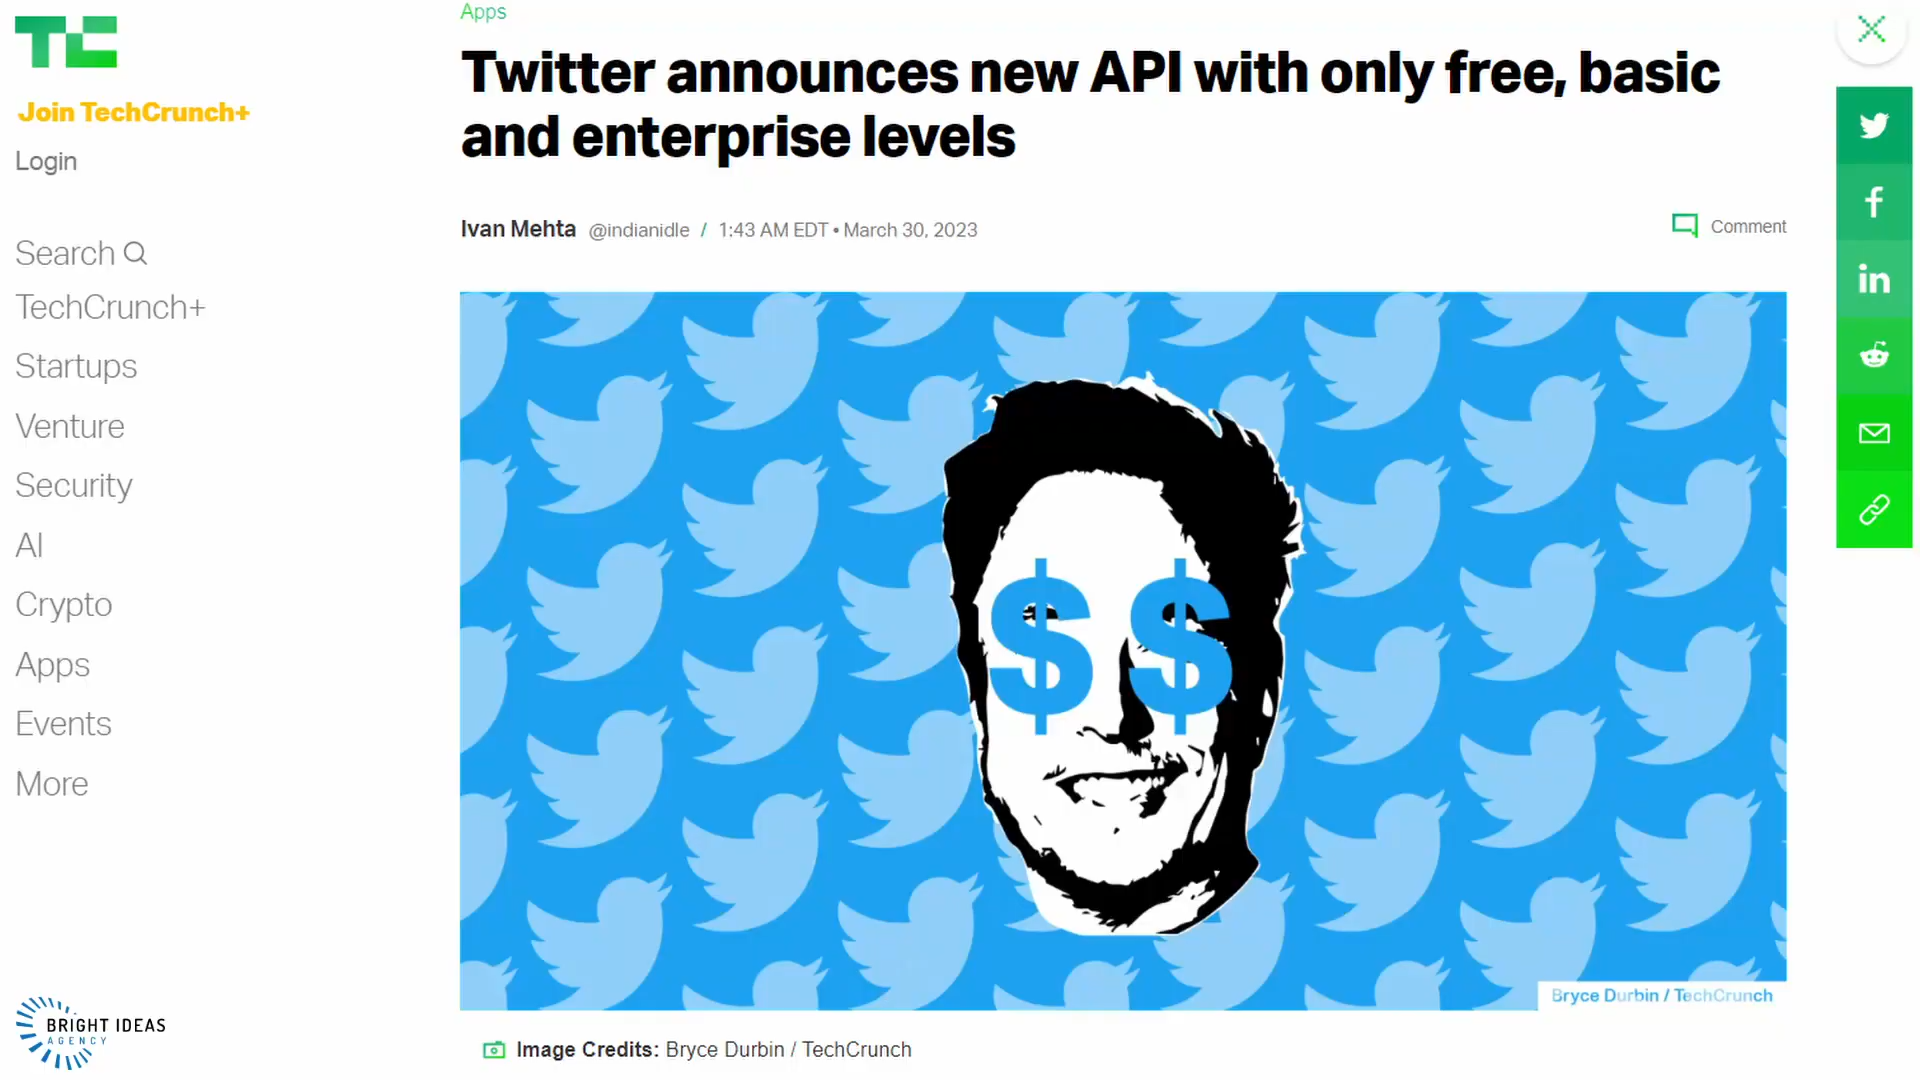 TC
Join TechCrunch+
Login
Search
TechCrunch+
Startups
Venture
Security
AI
Crypto
Apps
Events
More
BRIGHT IDEAS
AGENCY
Apps
Twitter announces new API with only free, basic
and enterprise levels
Ivan Mehta @indianidle / 1:43 AM EDT • March 30, 2023
Comment
$ $
Bryce Durbin / TechCrunch
Image Credits: Bryce Durbin / TechCrunch
f
in